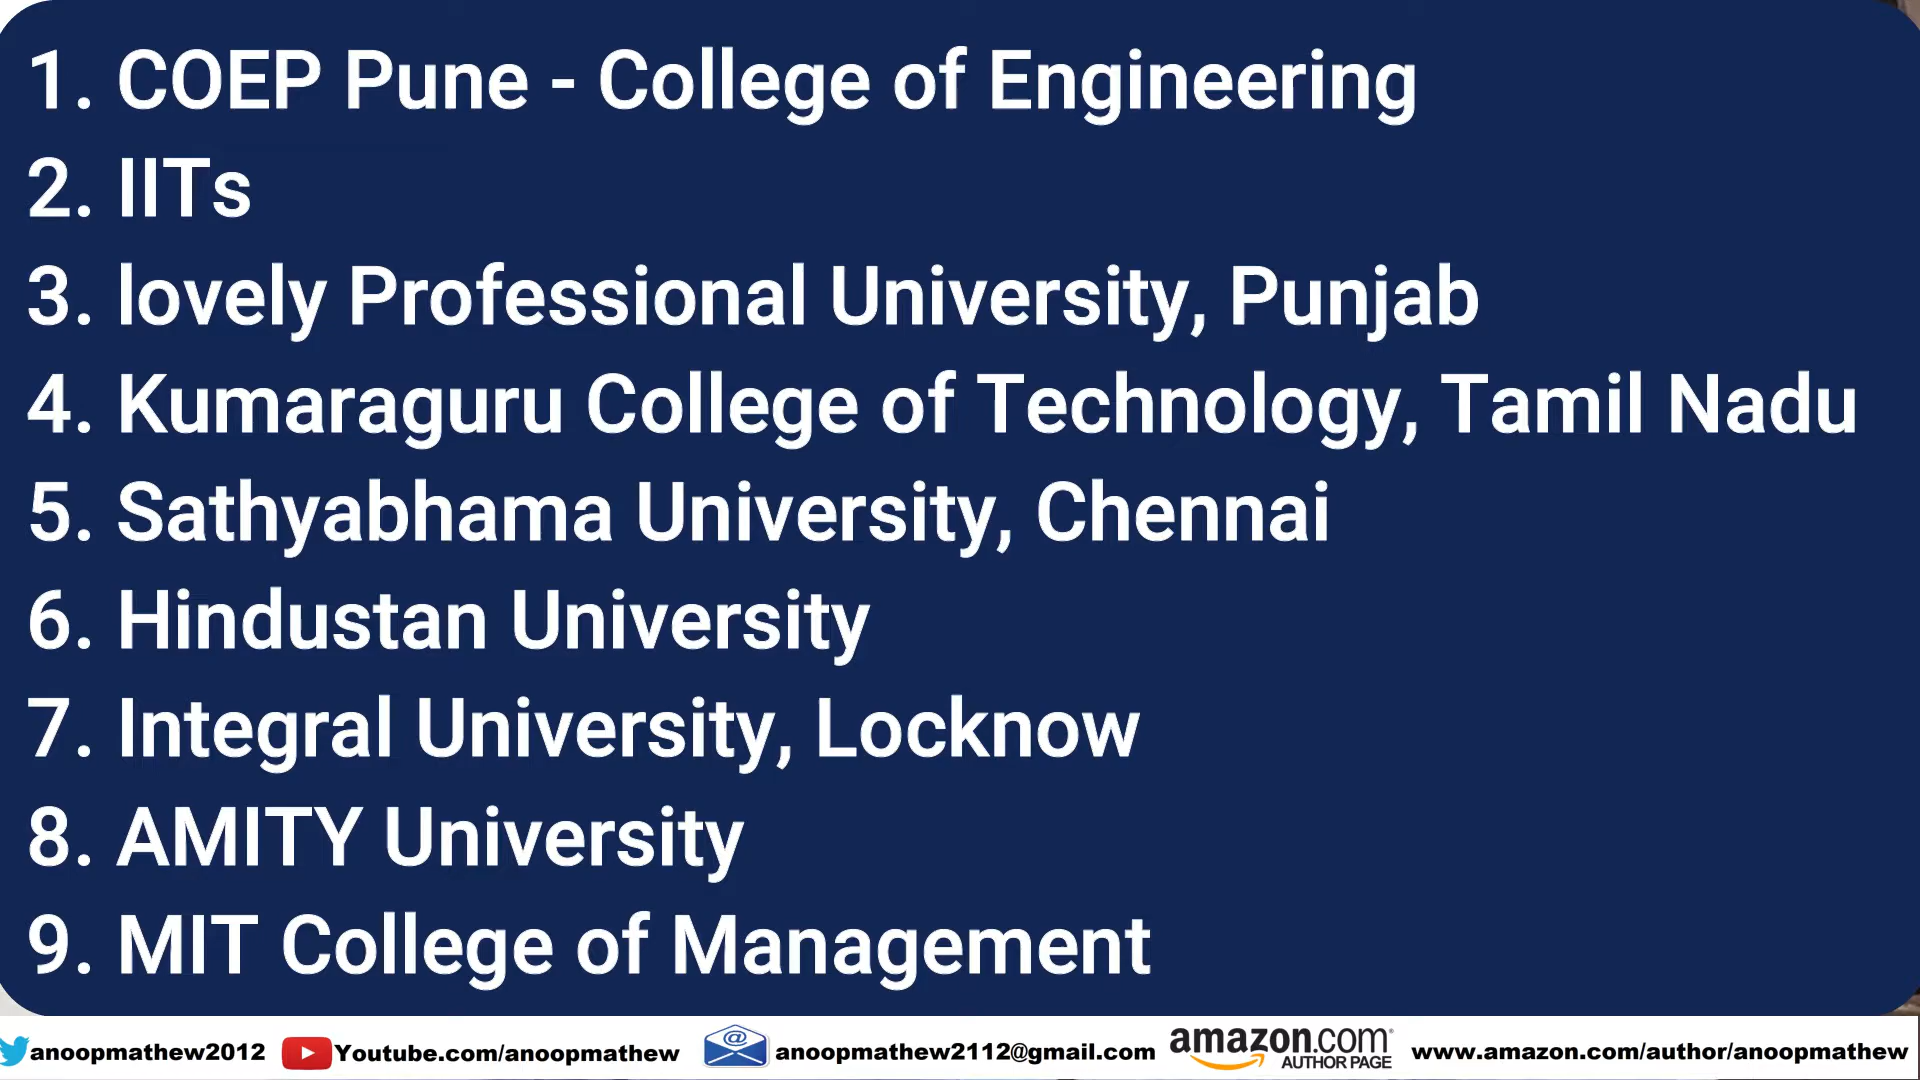 1. COEP Pune - College of Engineering
2. IITs
3. lovely Professional University, Punjab
4. Kumaraguru College of Technology, Tamil Nadu
5. Sathyabhama University, Chennai
6. Hindustan University
7. Integral University, Locknow
8. AMITY University
9. MIT College of Management
anoopmathew2012 Youtube.com/anoopmathew @ anoopmathew2112@gmail.com amazon.com® AUTHOR PAGE www.amazon.com/author/anoopmathew